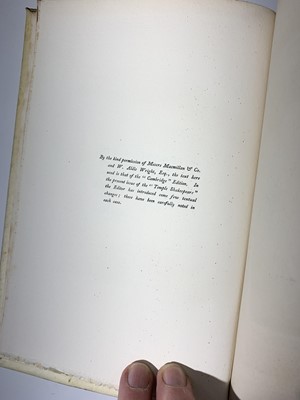 By the kind permission of Messrs Macmillan & Co.
and W. Aldis Wright, Esq., the text here
used is that of the "Cambridge" Edition. In
the present issue of the "Temple Shakespeare"
the Editor has introduced some few textual
changes; these have been carefully noted in
each case.